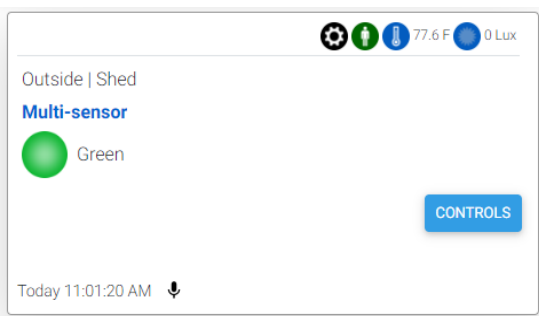 77.6 F 0 Lux
Outside | Shed
Multi-sensor
Green
CONTROLS
Today 11:01:20 AM